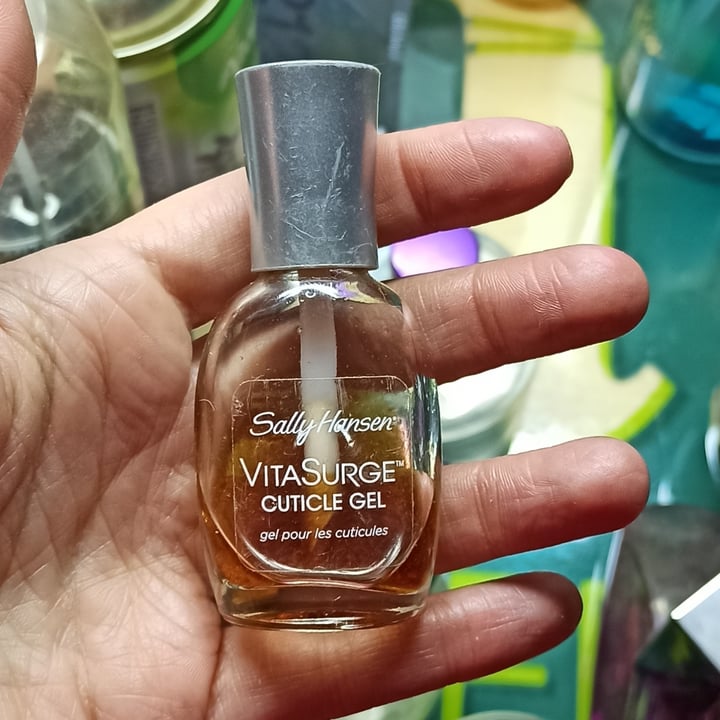 Sally Hansen®
VITASURGE™
CUTICLE GEL
gel pour les cuticules